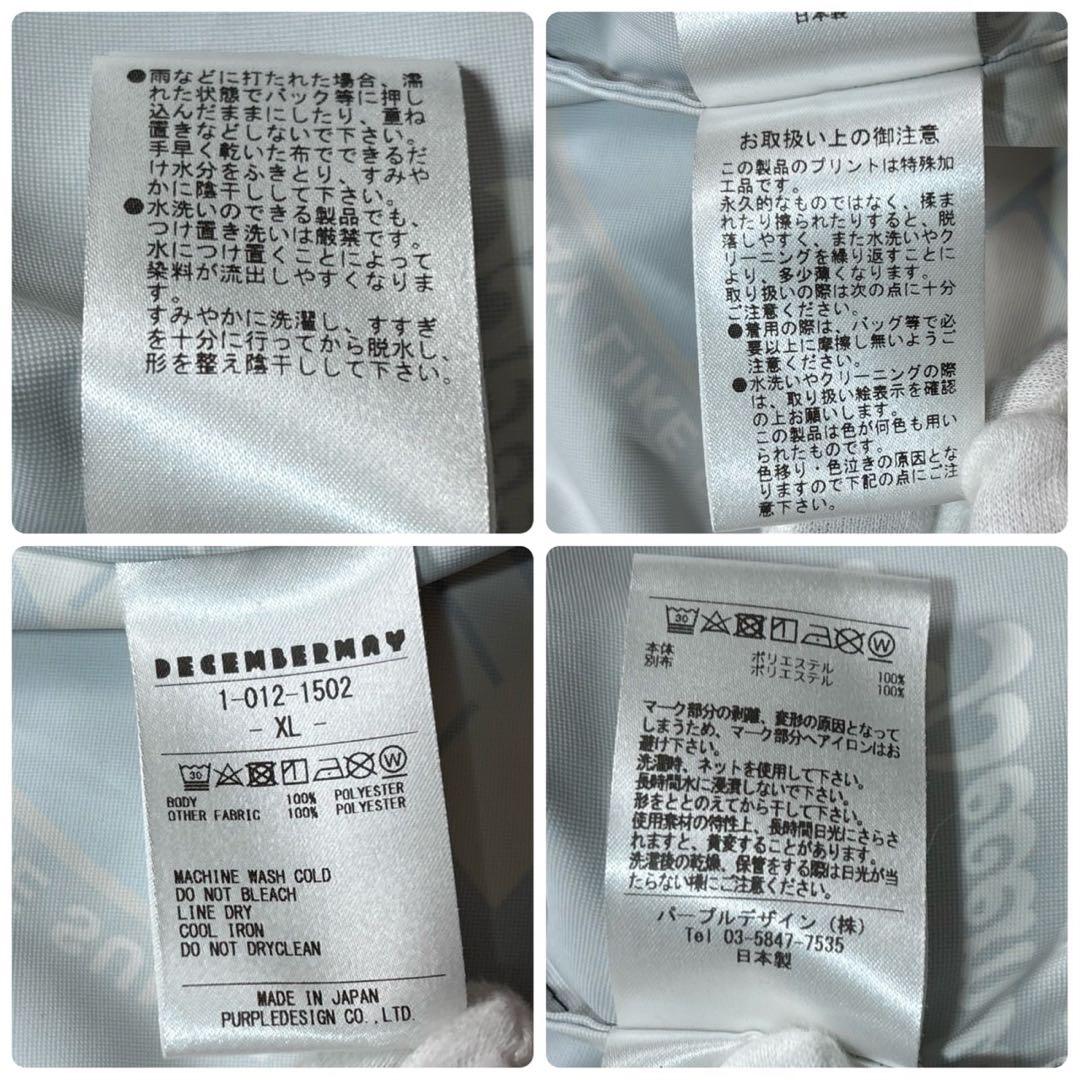 ●雨などに打たれた場合、濡
れた状態でバック等に押し
込んだままにしたり、重ね
置きなどしないで下さい。
手早く乾いた布でできるだ
け水分をふきとり、すみや
かに陰干しして下さい。
●水洗いのできる製品でも、
つけ置き洗いは厳禁です。
水につけ置くことによって
染料が流出しやすくなりま
す。
すみやかに洗濯し、すすぎ
を十分に行ってから脱水し、
形を整え陰干しして下さい。
日本製
お取扱い上の御注意
この製品のプリントは特殊加
工品です。
永久的なものではなく、揉ま
れたり擦られたりすると、脱
落しやすく、また水洗いやク
リーニングを繰り返すことに
より、多少薄くなります。
取り扱いの際は次の点に十分
ご注意下さい。
●着用の際は、バッグ等で必
要以上に摩擦し無いようご
注意ください。
●水洗いやクリーニングの際
は、取り扱い絵表示を確認
の上お願いします。
この製品は色が何色も用い
られたものです。
色移り・色泣きの原因とな
りますので下記の点にご注
意下さい。
DECEMBERMAY
1-012-1502
- XL -
30 W
BODY 100% POLYESTER
OTHER FABRIC 100% POLYESTER
MACHINE WASH COLD
DO NOT BLEACH
LINE DRY
COOL IRON
DO NOT DRYCLEAN
MADE IN JAPAN
PURPLEDESIGN CO.,LTD.
30 W
本体 ポリエステル 100%
別布 ポリエステル 100%
マーク部分の剥離、変形の原因となって
しまうため、マーク部分へアイロンはお
避け下さい。
洗濯時、ネットを使用して下さい。
長時間水に浸漬しないで下さい。
形をととのえてから干して下さい。
使用素材の特性上、長時間日光にさらさ
れますと、黄変することがあります。
洗濯後の乾燥、保管をする際は日光が当
たらない様にご注意ください。
パープルデザイン（株）
Tel 03-5847-7535
日本製